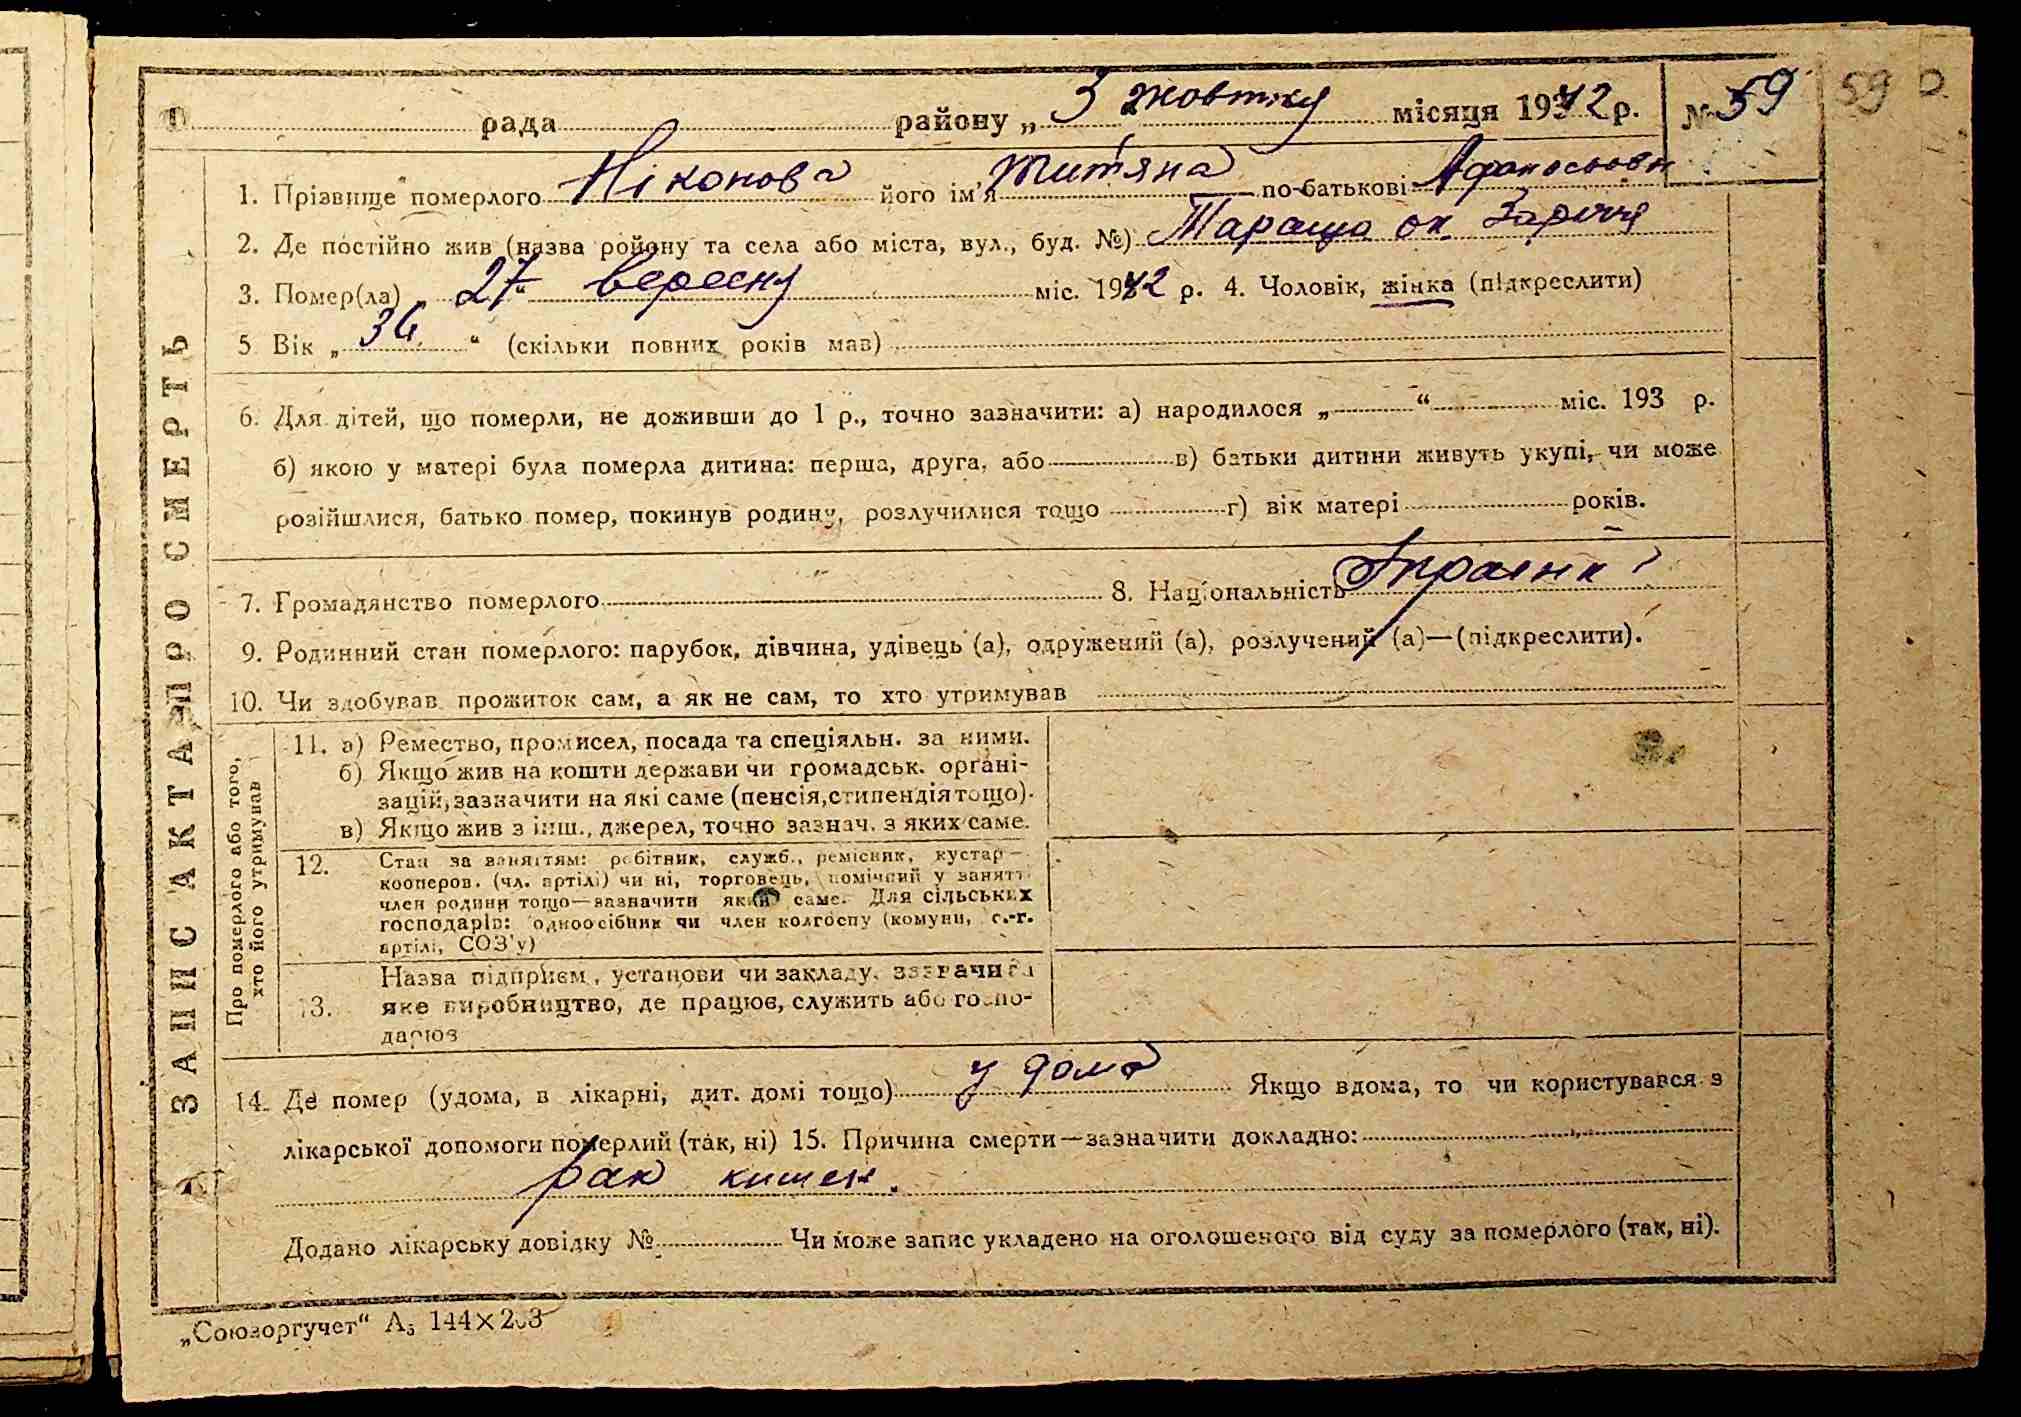 рада району „ 3 жовтня місяця 1942 р. № 59 59
1. Прізвище померлого Ніконова його ім'я Титяна по-батькові Афоносьовн
2. Де постійно жив (назва ройону та села або міста, вул., буд. №) Тараща ок. Заріччя
3. Помер(ла) „ 27 “ вересня міс. 1942 р. 4. Чоловік, жінка (підкреслити)
5 Вік „ 36 “ (скільки повних років мав)
6. Для дітей, що померли, не доживши до 1 р., точно зазначити: а) народилося „ “ міс. 193 р.
б) якою у матері була померла дитина: перша, друга, або в) батьки дитини живуть укупі, чи може
розійшлися, батько помер, покинув родину, розлучилися тощо г) вік матері років.
7. Громадянство померлого 8. Національність
9. Родинний стан померлого: парубок, дівчина, удівець (а), одружений (а), розлучений (а)—(підкреслити).
10. Чи здобував прожиток сам, а як не сам, то хто утримував
ЗАПИС АКТА ПРО СМЕРТЬ
Про померлого або того, хто його утримував
11. а) Ремество, промисел, посада та спеціяльн. за ними.
б) Якщо жив на кошти держави чи громадськ. органі-
зацій, зазначити на які саме (пенсія, стипендія тощо).
в) Якщо жив з інш., джерел, точно зазнач. з яких саме.
12. Стан за заняттям: робітник, служб., ремісник, кустар—
кооперов. (чл. артілі) чи ні, торговець, помічний у занятт.
член родини тощо—зазначити який саме. Для сільських
господарів: одноосібник чи член колгоспу (комуни, с.-г.
артілі, СОЗ'у)
13. Назва підприєм., установи чи закладу, зазначити
яке виробництво, де працює, служить або госпо-
дарює
14. Де помер (удома, в лікарні, дит. домі тощо) у дома Якщо вдома, то чи користувався з
лікарської допомоги померлий (так, ні) 15. Причина смерти—зазначити докладно:
рак кишек.
Додано лікарську довідку № Чи може запис укладено на оголошеного від суду за померлого (так, ні).
„Союзоргучет“ А5 144×203